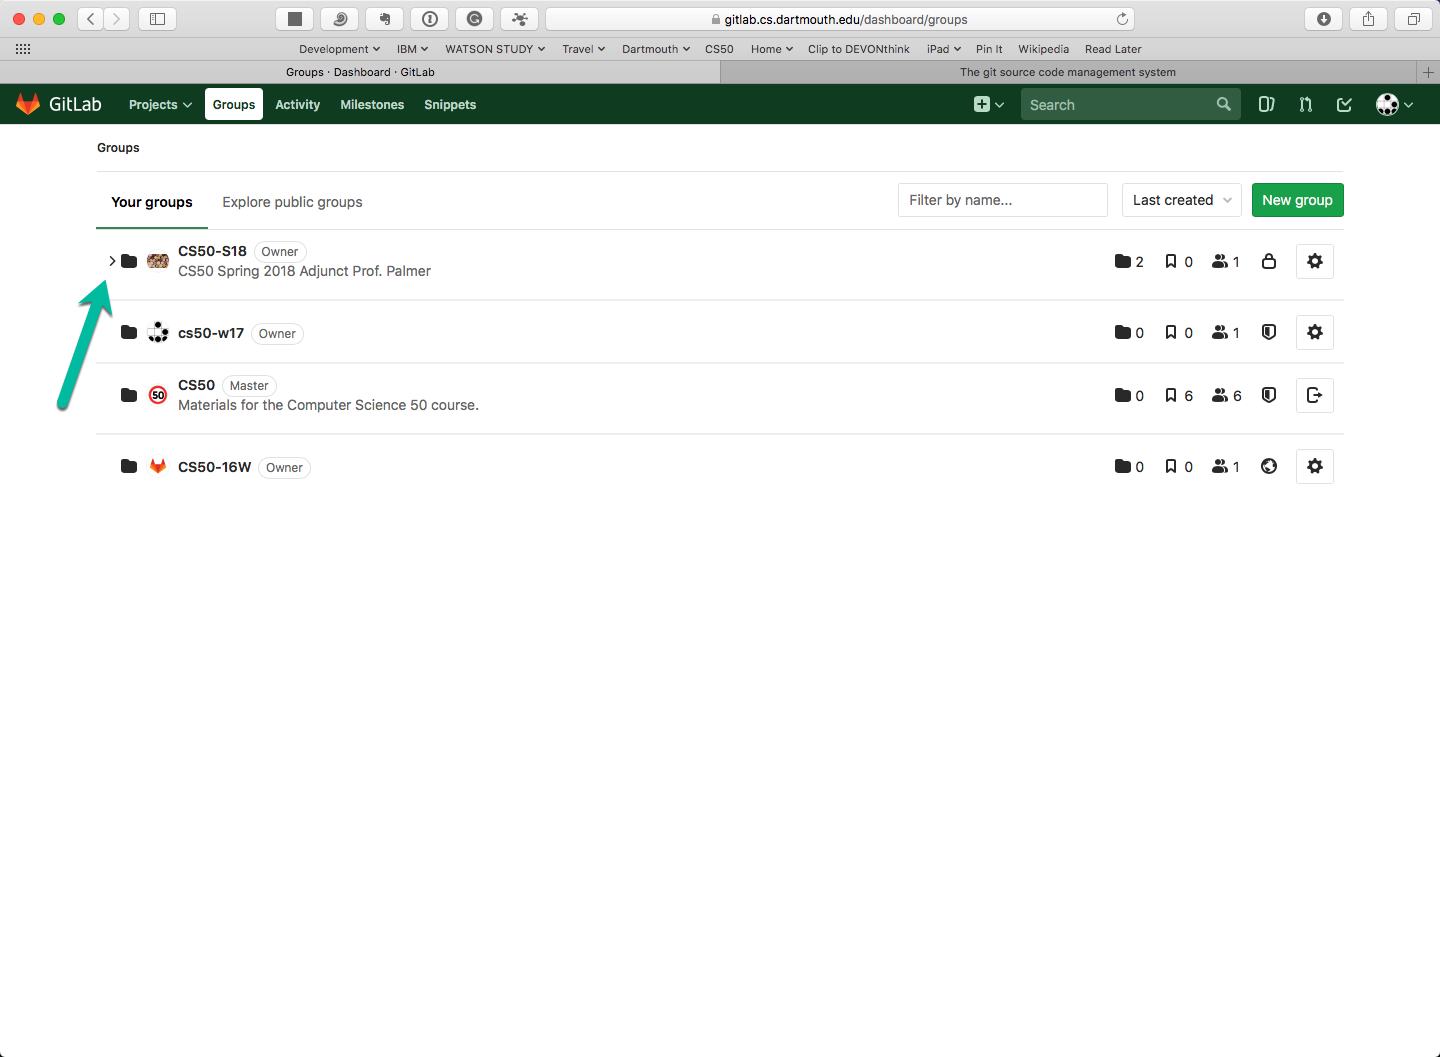 gitlab.cs.dartmouth.edu/dashboard/groups
Development IBM WATSON STUDY Travel Dartmouth CS50 Home Clip to DEVONthink iPad Pin It Wikipedia Read Later
Groups · Dashboard · GitLab The git source code management system
GitLab Projects Groups Activity Milestones Snippets Search
Groups
Your groups Explore public groups Filter by name... Last created New group
CS50-S18 Owner
CS50 Spring 2018 Adjunct Prof. Palmer
2 0 1
cs50-w17 Owner 0 0 1
50 CS50 Master
Materials for the Computer Science 50 course.
0 6 6
CS50-16W Owner 0 0 1